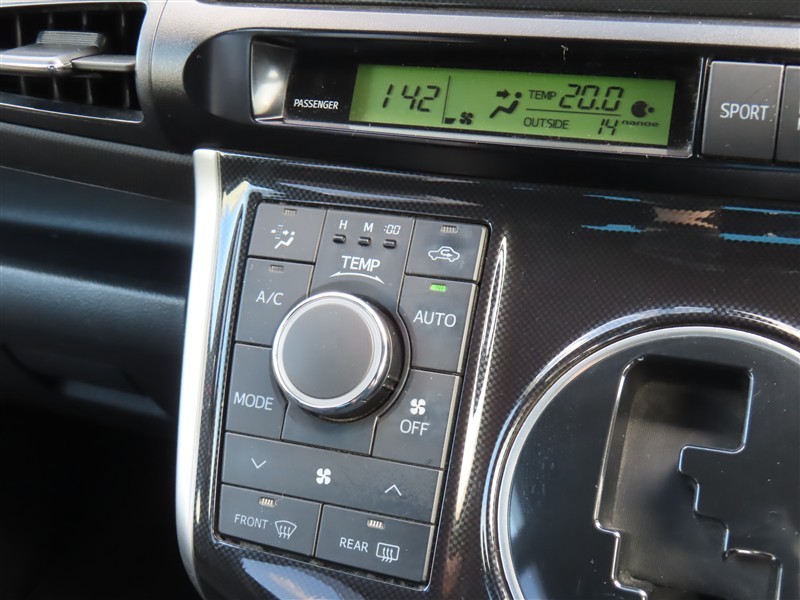 PASSENGER 142 TEMP 20.0
OUTSIDE 14 nanoe
SPORT
H M :00
TEMP
A/C AUTO
MODE OFF
FRONT REAR